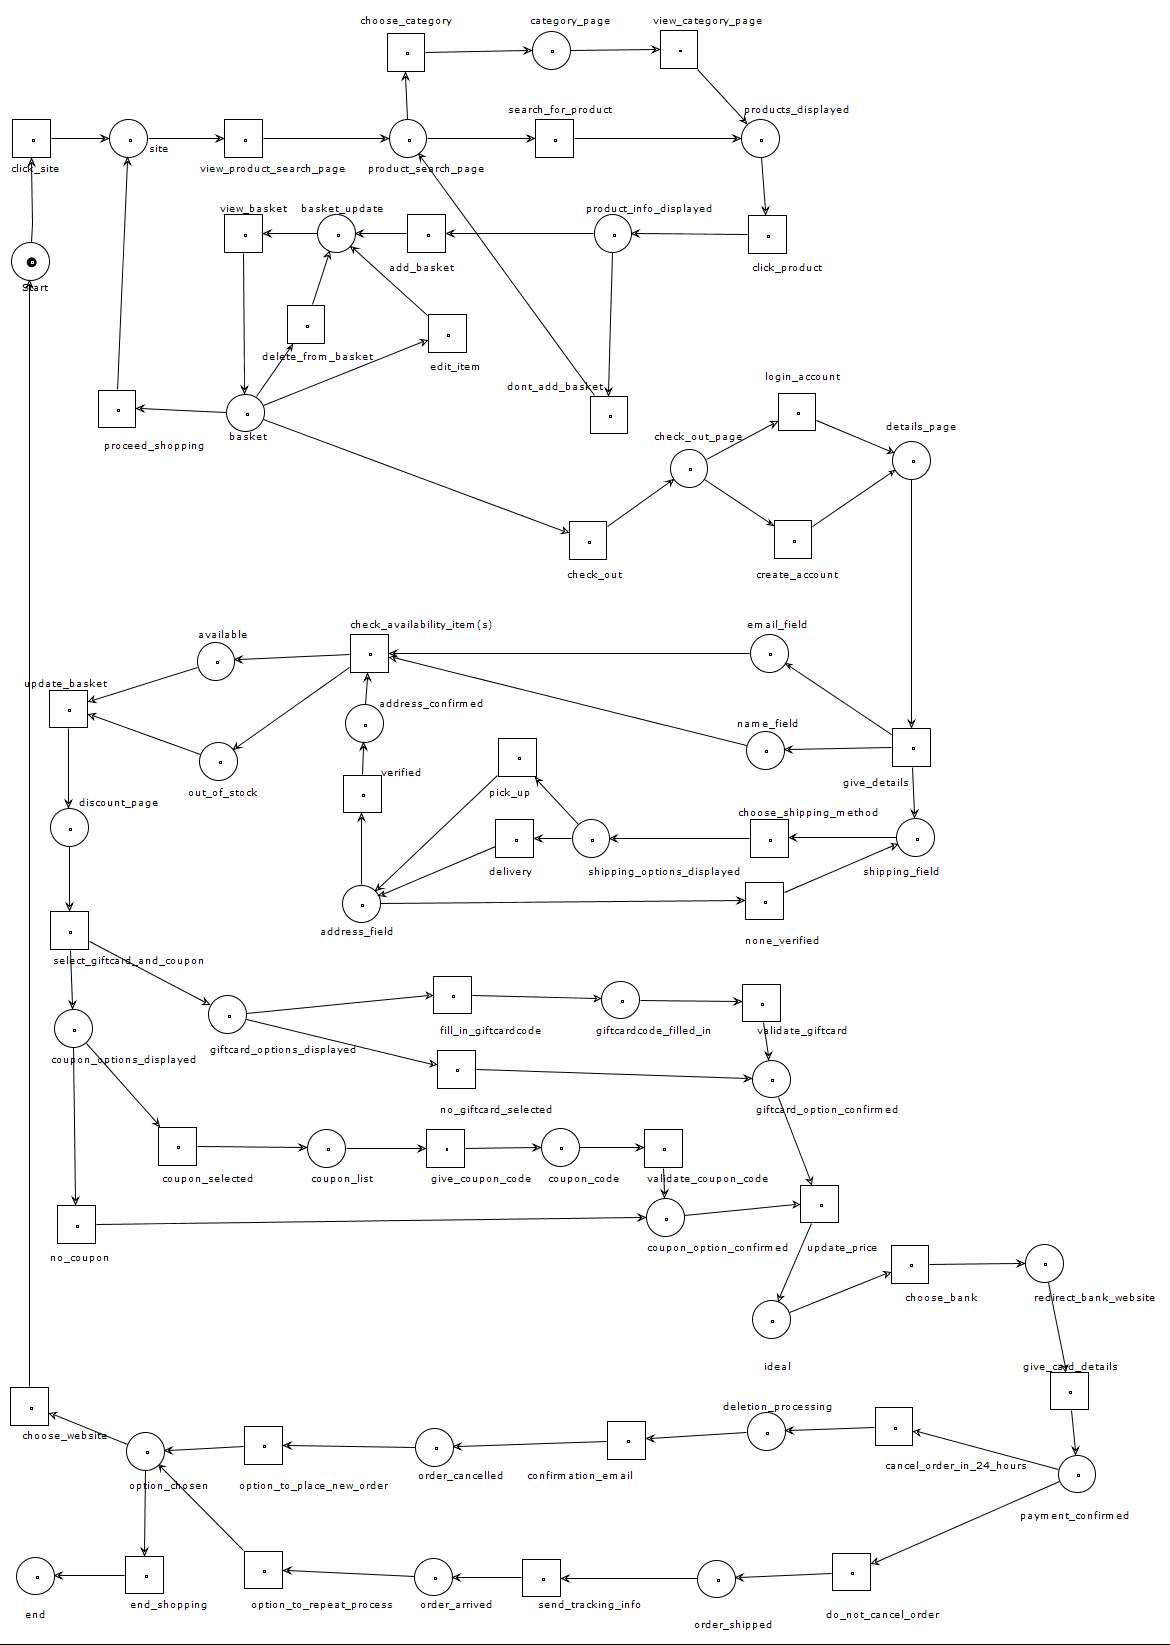 choose_category
category_page
view_category_page
search_for_product
products_displayed
click_site
site
view_product_search_page
product_search_page
view_basket
basket_update
product_info_displayed
add_basket
click_product
Start
delete_from_basket
edit_item
dont_add_basket
login_account
proceed_shopping
basket
check_out_page
details_page
check_out
create_account
available
check_availability_item(s)
email_field
update_basket
address_confirmed
name_field
verified
give_details
out_of_stock
pick_up
discount_page
choose_shipping_method
delivery
shipping_options_displayed
shipping_field
address_field
none_verified
select_giftcard_and_coupon
fill_in_giftcardcode
giftcardcode_filled_in
validate_giftcard
coupon_options_displayed
giftcard_options_displayed
no_giftcard_selected
giftcard_option_confirmed
coupon_selected
coupon_list
give_coupon_code
coupon_code
validate_coupon_code
no_coupon
coupon_option_confirmed
update_price
choose_bank
redirect_bank_website
ideal
give_card_details
deletion_processing
choose_website
cancel_order_in_24_hours
option_chosen
option_to_place_new_order
order_cancelled
confirmation_email
payment_confirmed
end
end_shopping
option_to_repeat_process
order_arrived
send_tracking_info
order_shipped
do_not_cancel_order